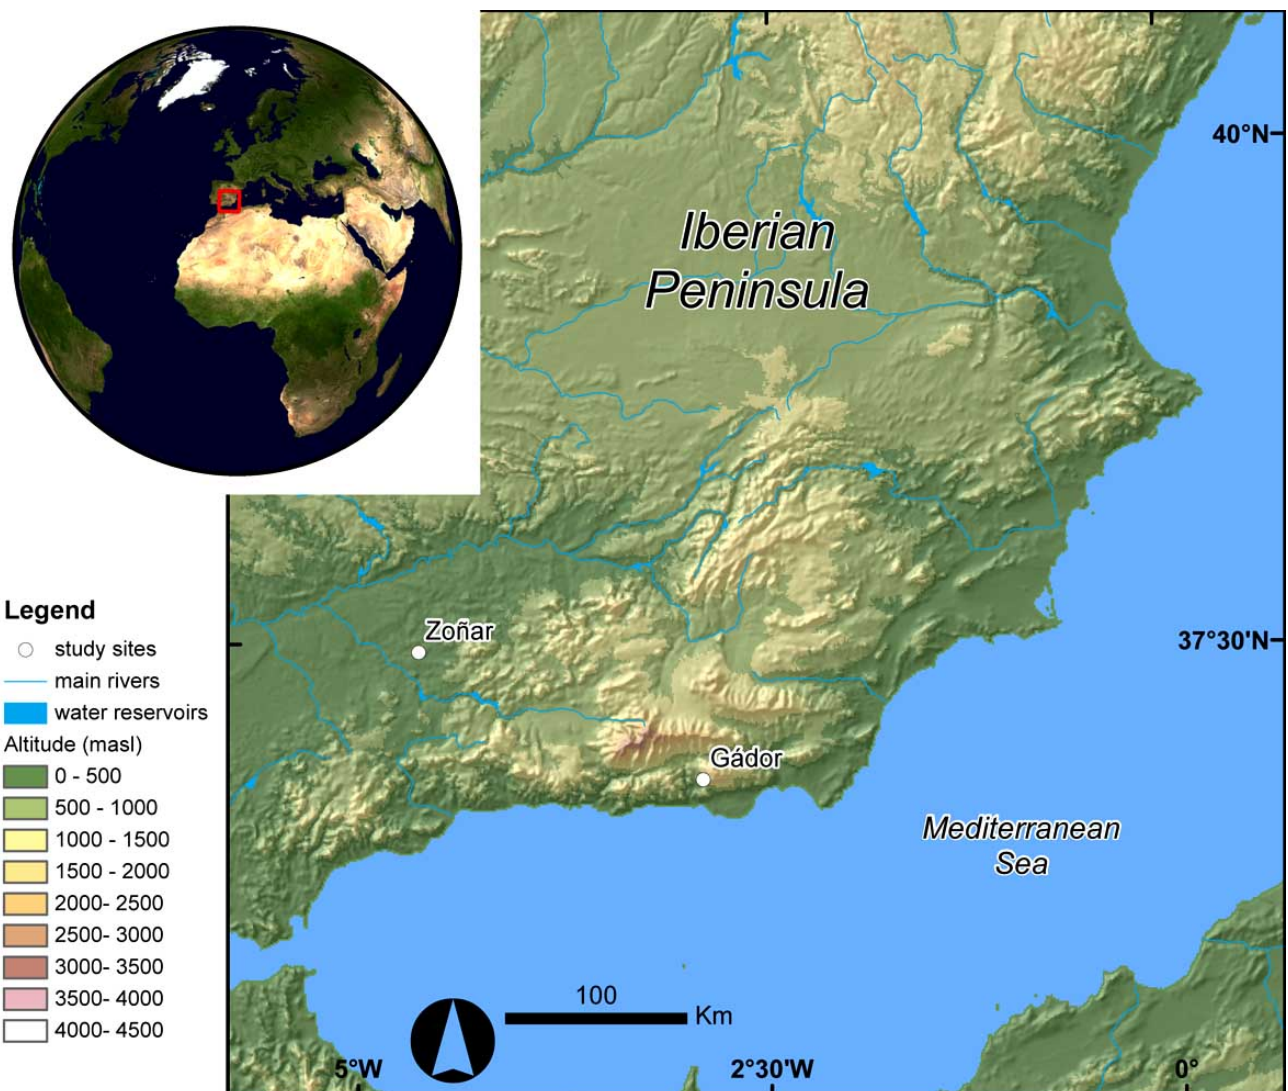 40°N
Iberian
Peninsula
Legend
study sites
main rivers
water reservoirs
Altitude (masl)
0 - 500
500 - 1000
1000 - 1500
1500 - 2000
2000- 2500
2500- 3000
3000- 3500
3500- 4000
4000- 4500
Zoñar
37°30'N
Gádor
Mediterranean
Sea
100
Km
5°W
2°30'W
0°